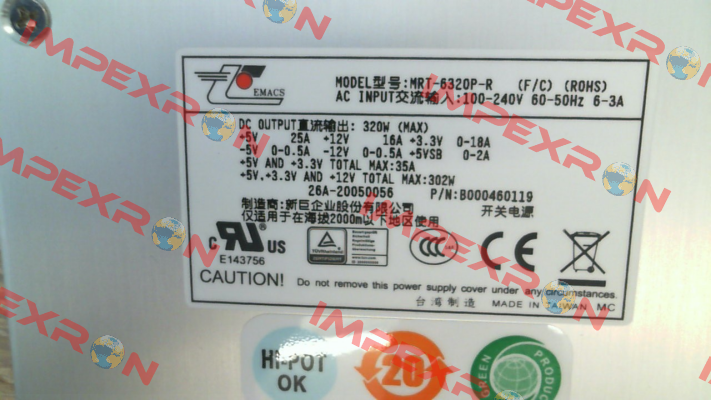 EMACS
MODEL型号:MRT-6320P-R (F/C) (ROHS)
AC INPUT交流输入:100-240V 60-50Hz 6-3A
DC OUTPUT直流输出: 320W (MAX)
+5V 25A +12V 16A +3.3V 0-18A
-5V 0-0.5A -12V 0-0.5A +5VSB 0-2A
+5V AND +3.3V TOTAL MAX:35A
+5V,+3.3V AND +12V TOTAL MAX:302W
26A-20050056 P/N:B000460119
制造商:新巨企业股份有限公司 开关电源
仅适用于在海拔2000m以下地区使用
C RU US
E143756
CCC
CE
CAUTION! Do not remove this power supply cover under any circumstances.
台湾制造 MADE IN TAIWAN MC
HI-POT
OK
20
GREEN
IMPEXRON